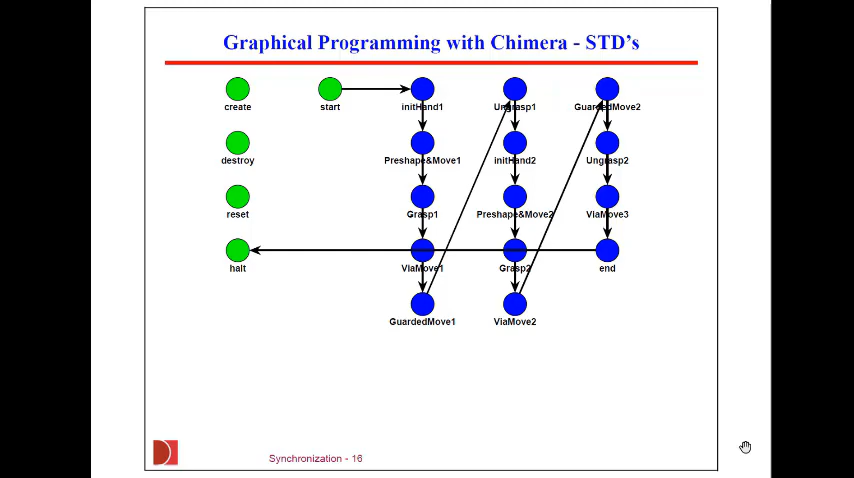 Graphical Programming with Chimera - STD's
create
start
initHand1
Ungrasp1
GuardedMove2
destroy
Preshape&Move1
initHand2
Ungrasp2
reset
Grasp1
Preshape&Move2
ViaMove3
halt
ViaMove1
Grasp2
end
GuardedMove1
ViaMove2
Synchronization - 16